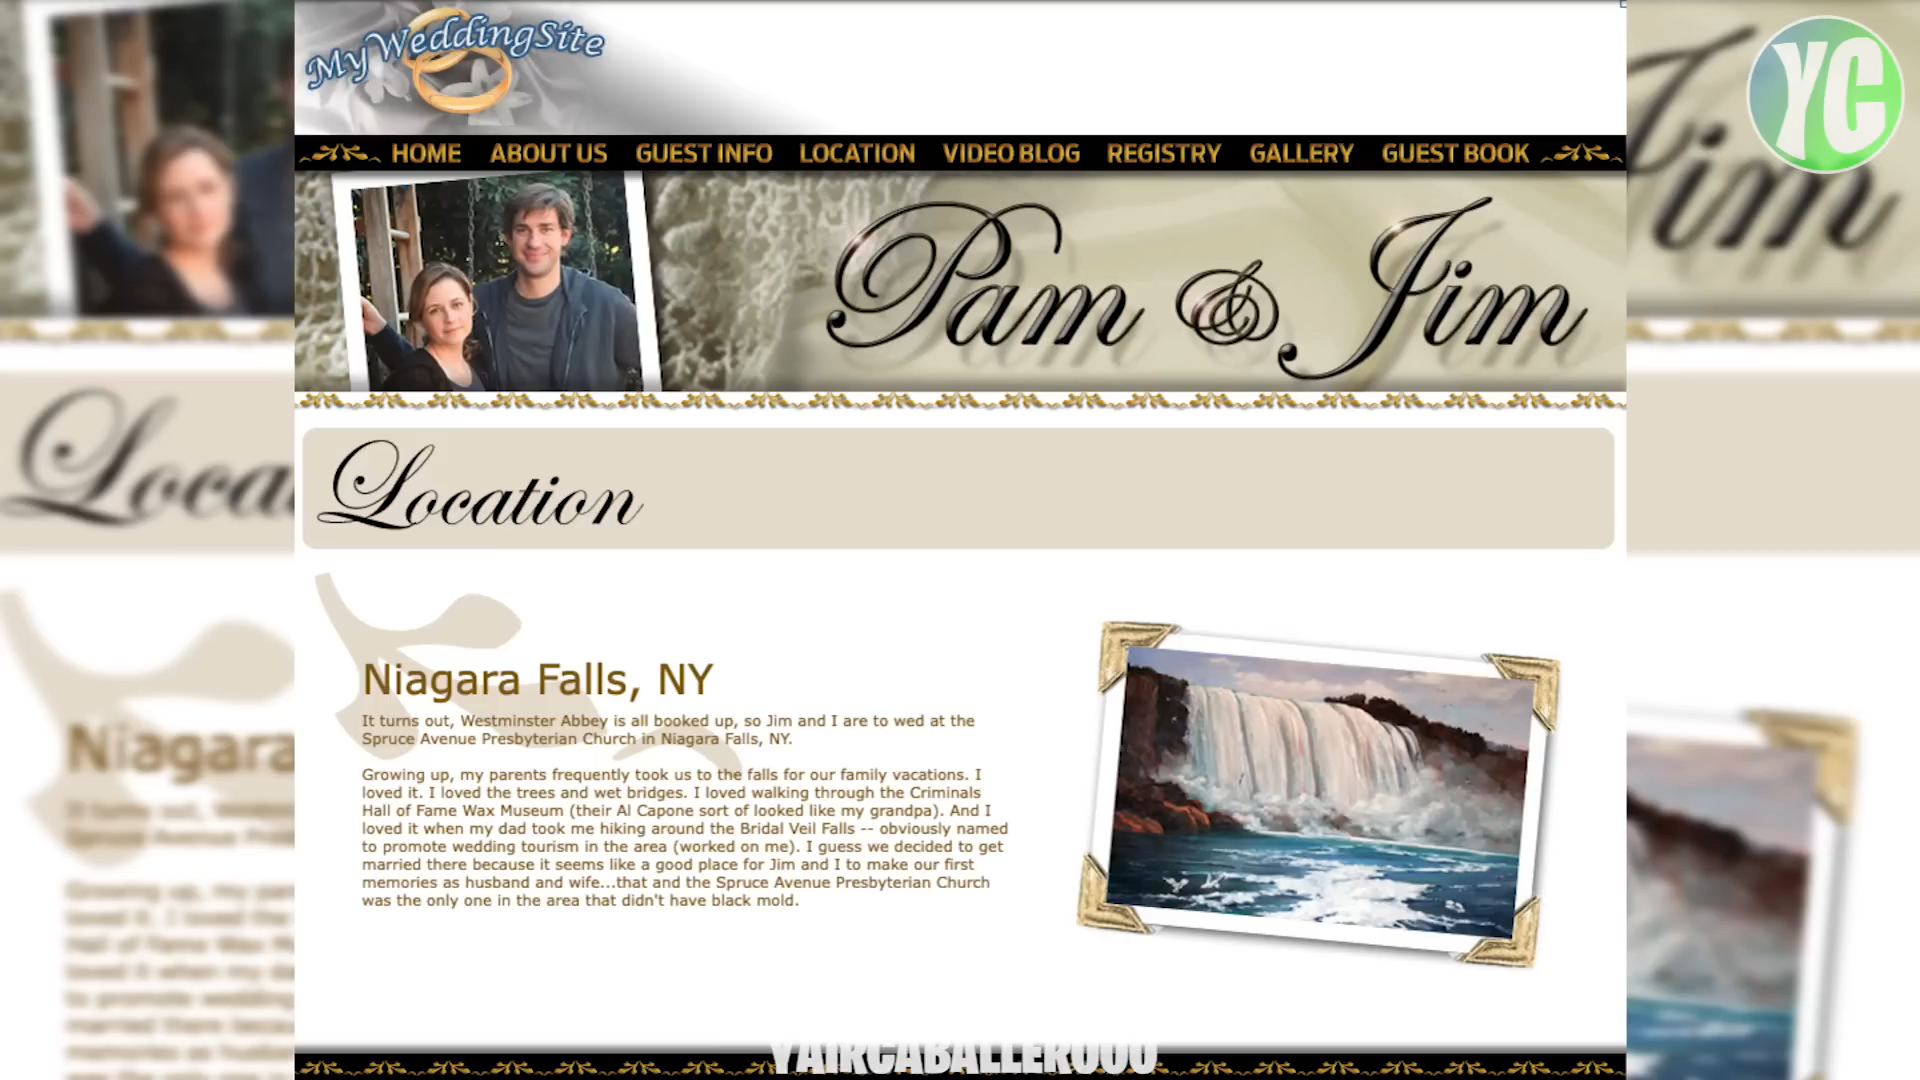 MyWeddingSite
YC
HOME ABOUT US GUEST INFO LOCATION VIDEO BLOG REGISTRY GALLERY GUEST BOOK
Pam & Jim
Jim
Location
Loca
Niagara Falls, NY
Niagara
It turns out, Westminster Abbey is all booked up, so Jim and I are to wed at the
Spruce Avenue Presbyterian Church in Niagara Falls, NY.
Growing up, my parents frequently took us to the falls for our family vacations. I
loved it. I loved the trees and wet bridges. I loved walking through the Criminals
Hall of Fame Wax Museum (their Al Capone sort of looked like my grandpa). And I
loved it when my dad took me hiking around the Bridal Veil Falls -- obviously named
to promote wedding tourism in the area (worked on me). I guess we decided to get
married there because it seems like a good place for Jim and I to make our first
memories as husband and wife...that and the Spruce Avenue Presbyterian Church
was the only one in the area that didn't have black mold.
YAIRCABALLEROOO